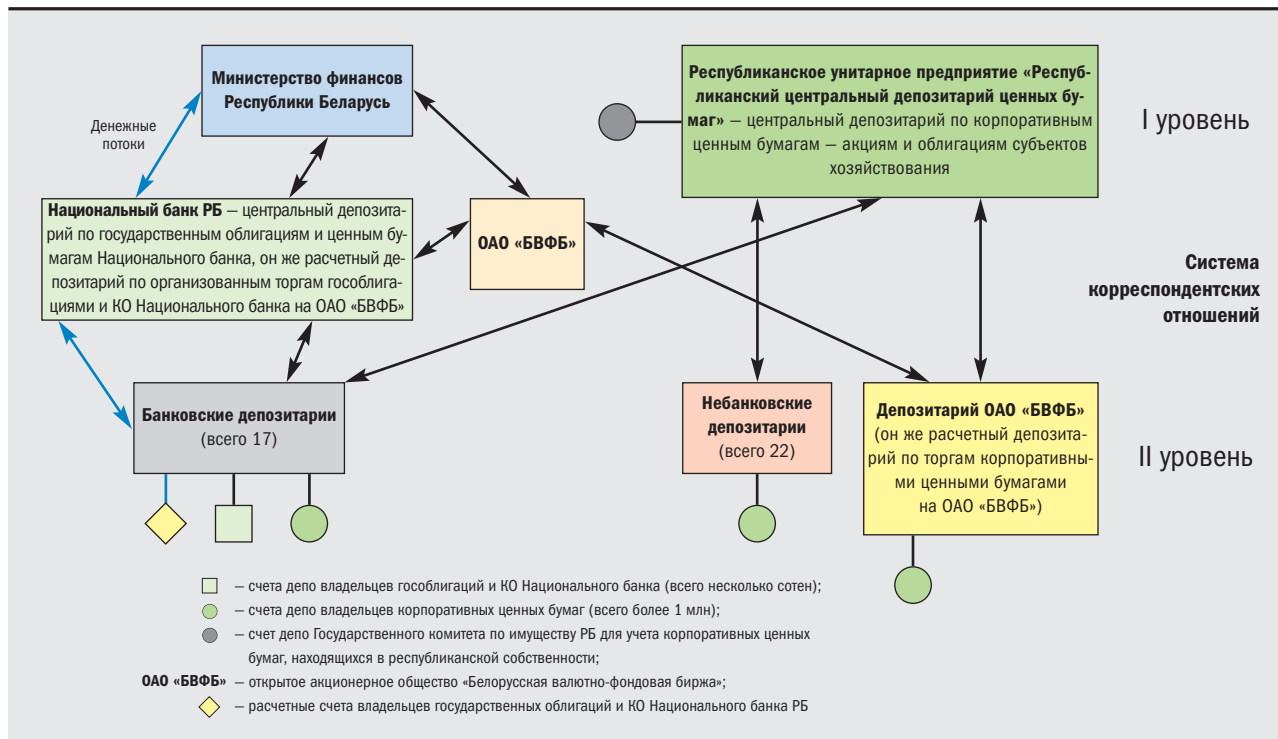 Министерство финансов
Республики Беларусь
Республиканское унитарное предприятие «Респуб-
ликанский центральный депозитарий ценных бу-
маг» – центральный депозитарий по корпоративным
ценным бумагам – акциям и облигациям субъектов
хозяйствования
I уровень
Денежные
потоки
Национальный банк РБ – центральный депозита-
рий по государственным облигациям и ценным бу-
магам Национального банка, он же расчетный де-
позитарий по организованным торгам гособлига-
циями и КО Национального банка на ОАО «БВФБ»
ОАО «БВФБ»
Система
корреспондентских
отношений
Банковские депозитарии
(всего 17)
Небанковские
депозитарии
(всего 22)
Депозитарий ОАО «БВФБ»
(он же расчетный депозита-
рий по торгам корпоративны-
ми ценными бумагами
на ОАО «БВФБ»)
II уровень
– счета депо владельцев гособлигаций и КО Национального банка (всего несколько сотен);
– счета депо владельцев корпоративных ценных бумаг (всего более 1 млн);
– счет депо Государственного комитета по имуществу РБ для учета корпоративных ценных
бумаг, находящихся в республиканской собственности;
ОАО «БВФБ» – открытое акционерное общество «Белорусская валютно-фондовая биржа»;
– расчетные счета владельцев государственных облигаций и КО Национального банка РБ